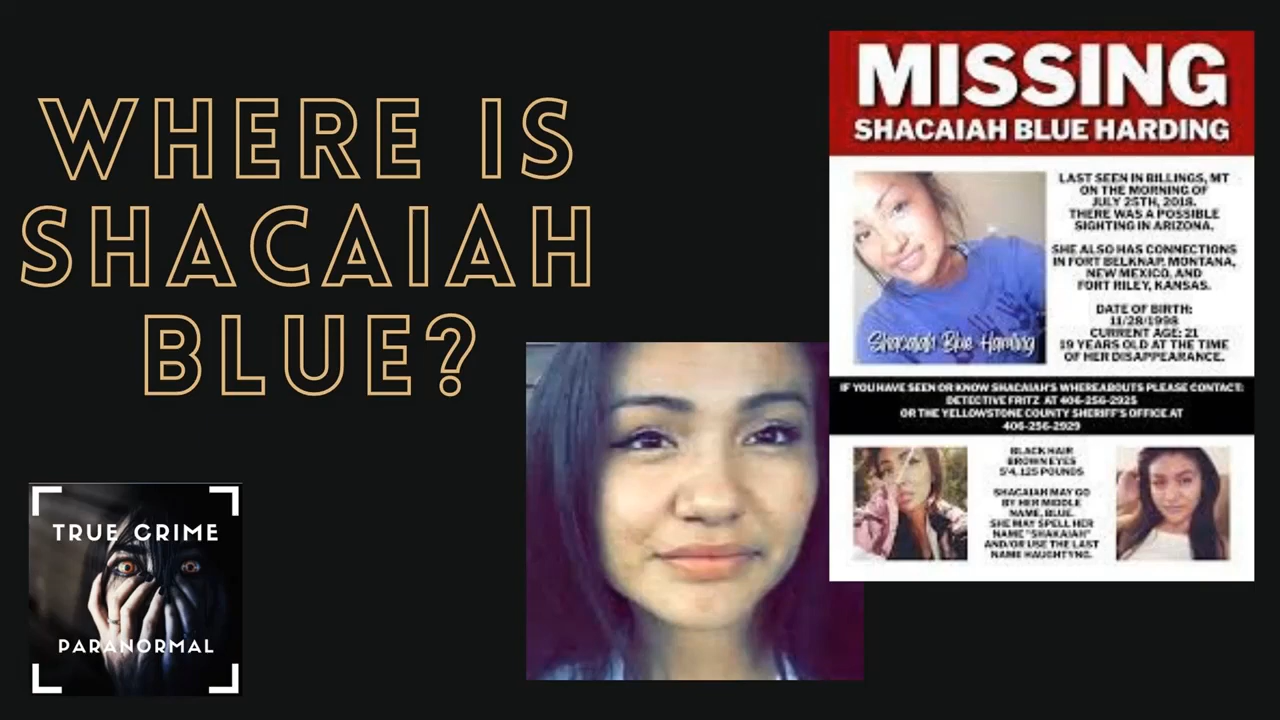 WHERE IS
SHACAIAH
BLUE?
TRUE CRIME
PARANORMAL
MISSING
SHACAIAH BLUE HARDING
LAST SEEN IN BILLINGS, MT
ON THE MORNING OF
JULY 25TH, 2018.
THERE WAS A POSSIBLE
SIGHTING IN ARIZONA.
SHE ALSO HAS CONNECTIONS
IN FORT BELKNAP, MONTANA,
NEW MEXICO, AND
FORT RILEY, KANSAS.
DATE OF BIRTH:
11/28/1998
CURRENT AGE: 21
19 YEARS OLD AT THE TIME
OF HER DISAPPEARANCE.
Shacaiah Blue Harding
IF YOU HAVE SEEN OR KNOW SHACAIAH'S WHEREABOUTS PLEASE CONTACT:
DETECTIVE FRITZ AT 406-256-2925
OR THE YELLOWSTONE COUNTY SHERIFF'S OFFICE AT
406-256-2929
BLACK HAIR
BROWN EYES
5'4, 125 POUNDS
SHACAIAH MAY GO
BY HER MIDDLE
NAME, BLUE.
SHE MAY SPELL HER
NAME "SHAKAIAH"
AND/OR USE THE LAST
NAME HAUGHTYNG.